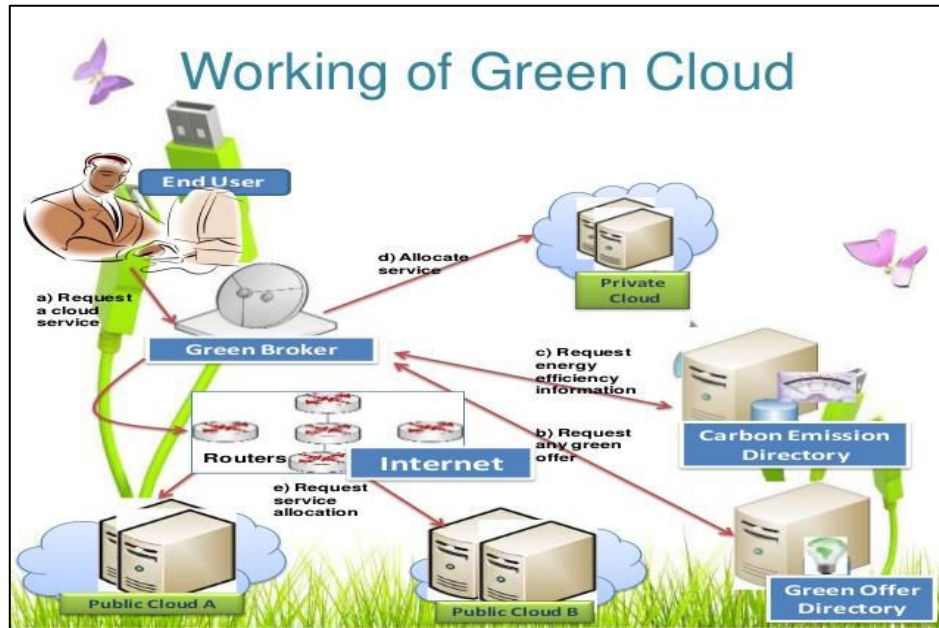 Working of Green Cloud
End User
d) Allocate
service
Private
Cloud
a) Request
a cloud
service
Green Broker
c) Request
energy
efficiency
information
Carbon Emission
Directory
b) Request
any green
offer
Routers
Internet
e) Request
service
allocation
Public Cloud A
Public Cloud B
Green Offer
Directory